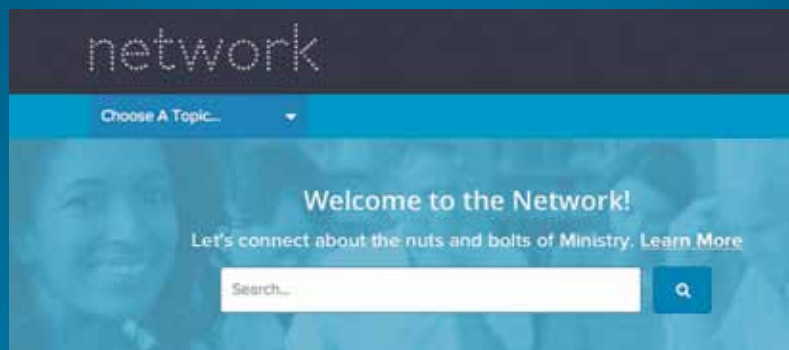 network
Choose A Topic...
Welcome to the Network!
Let's connect about the nuts and bolts of Ministry. Learn More
Search...